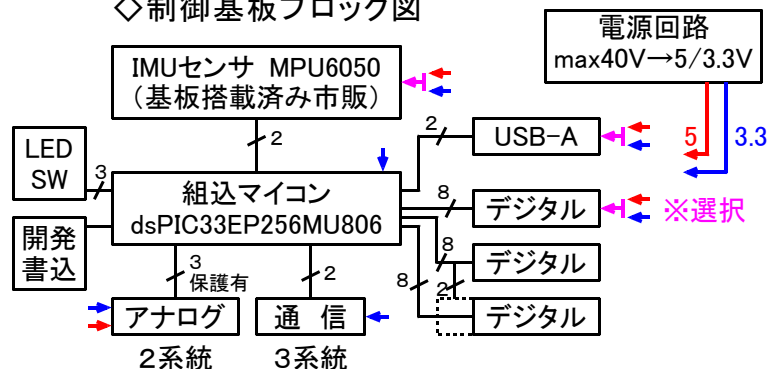 ◇制御基板ブロック図
電源回路
max40V→5/3.3V
IMUセンサ MPU6050
（基板搭載済み市販）
2
2
USB-A
5
3.3
LED
SW
3
組込マイコン
dsPIC33EP256MU806
8
デジタル
※選択
開発
書込
3
保護有
2
8
8
2
デジタル
アナログ
通 信
デジタル
2系統
3系統